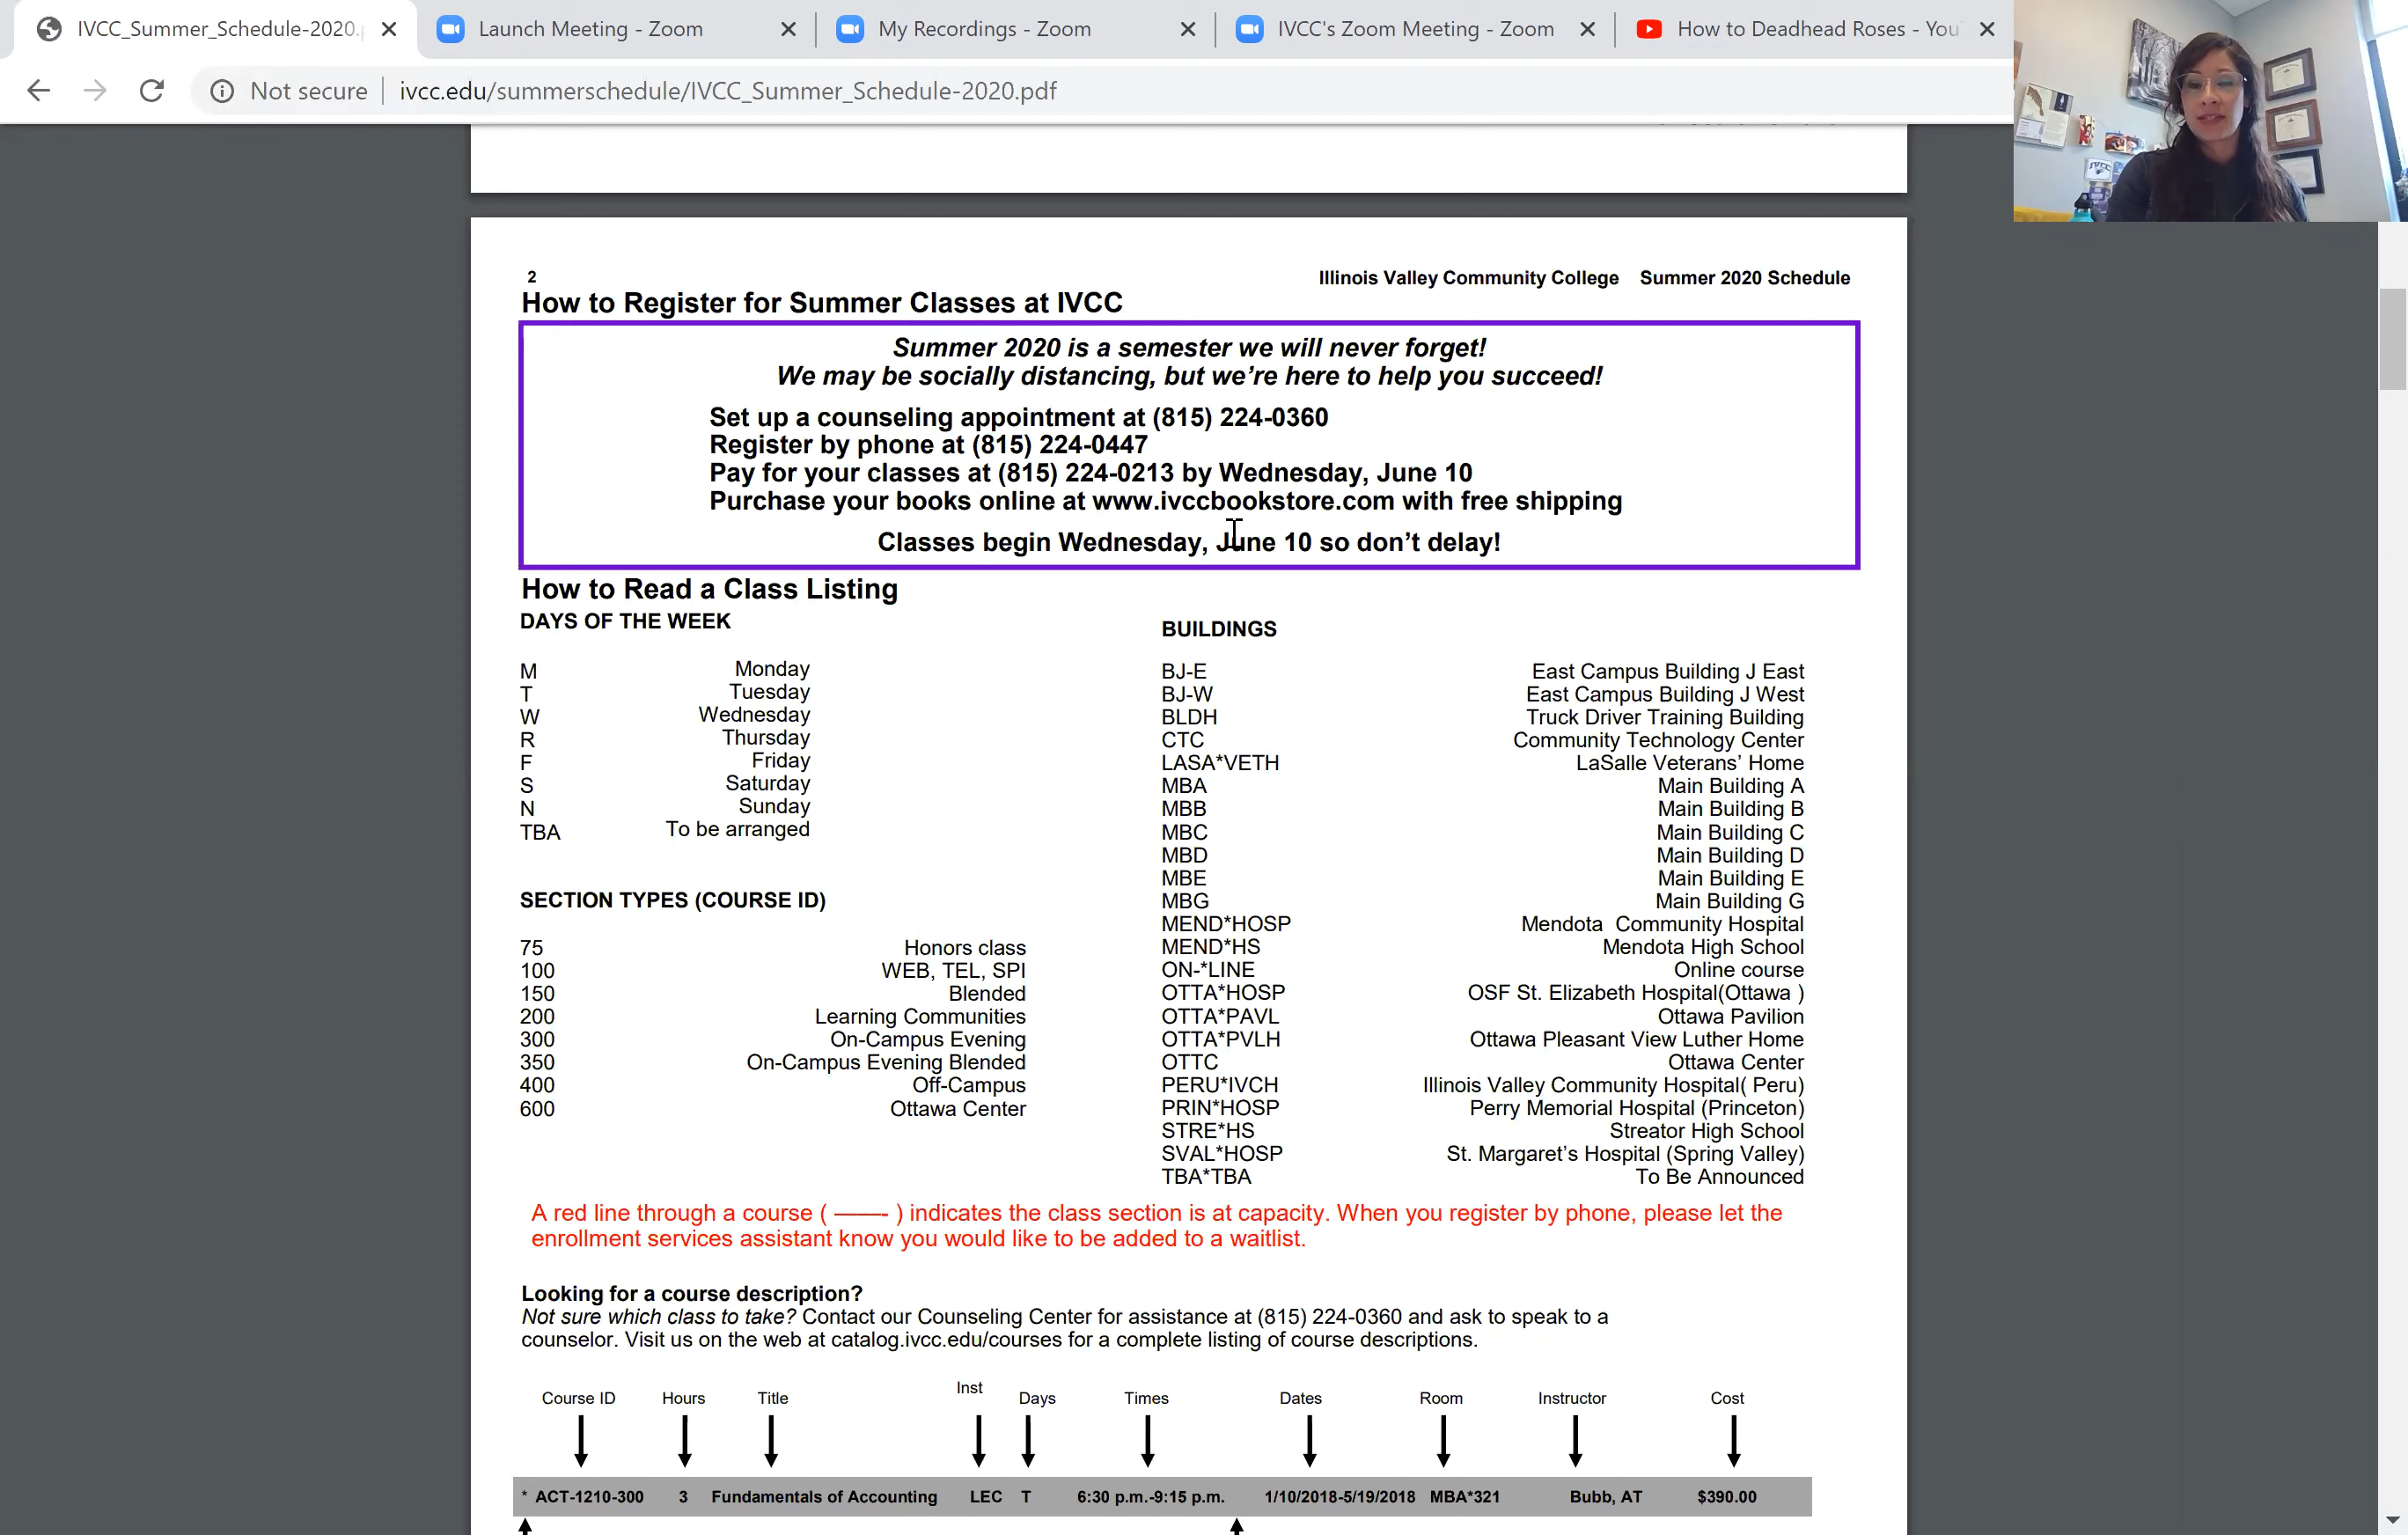 IVCC_Summer_Schedule-2020.p
Launch Meeting - Zoom
My Recordings - Zoom
IVCC's Zoom Meeting - Zoom
How to Deadhead Roses - You
Not secure
ivcc.edu/summerschedule/IVCC_Summer_Schedule-2020.pdf
2
Illinois Valley Community College Summer 2020 Schedule
How to Register for Summer Classes at IVCC
Summer 2020 is a semester we will never forget!
We may be socially distancing, but we’re here to help you succeed!
Set up a counseling appointment at (815) 224-0360
Register by phone at (815) 224-0447
Pay for your classes at (815) 224-0213 by Wednesday, June 10
Purchase your books online at www.ivccbookstore.com with free shipping
Classes begin Wednesday, June 10 so don’t delay!
How to Read a Class Listing
DAYS OF THE WEEK
M Monday
T Tuesday
W Wednesday
R Thursday
F Friday
S Saturday
N Sunday
TBA To be arranged
SECTION TYPES (COURSE ID)
75 Honors class
100 WEB, TEL, SPI
150 Blended
200 Learning Communities
300 On-Campus Evening
350 On-Campus Evening Blended
400 Off-Campus
600 Ottawa Center
BUILDINGS
BJ-E East Campus Building J East
BJ-W East Campus Building J West
BLDH Truck Driver Training Building
CTC Community Technology Center
LASA*VETH LaSalle Veterans’ Home
MBA Main Building A
MBB Main Building B
MBC Main Building C
MBD Main Building D
MBE Main Building E
MBG Main Building G
MEND*HOSP Mendota Community Hospital
MEND*HS Mendota High School
ON-*LINE Online course
OTTA*HOSP OSF St. Elizabeth Hospital(Ottawa )
OTTA*PAVL Ottawa Pavilion
OTTA*PVLH Ottawa Pleasant View Luther Home
OTTC Ottawa Center
PERU*IVCH Illinois Valley Community Hospital( Peru)
PRIN*HOSP Perry Memorial Hospital (Princeton)
STRE*HS Streator High School
SVAL*HOSP St. Margaret’s Hospital (Spring Valley)
TBA*TBA To Be Announced
A red line through a course ( ——- ) indicates the class section is at capacity. When you register by phone, please let the
enrollment services assistant know you would like to be added to a waitlist.
Looking for a course description?
Not sure which class to take? Contact our Counseling Center for assistance at (815) 224-0360 and ask to speak to a
counselor. Visit us on the web at catalog.ivcc.edu/courses for a complete listing of course descriptions.
Course ID Hours Title Inst Days Times Dates Room Instructor Cost
* ACT-1210-300 3 Fundamentals of Accounting LEC T 6:30 p.m.-9:15 p.m. 1/10/2018-5/19/2018 MBA*321 Bubb, AT $390.00